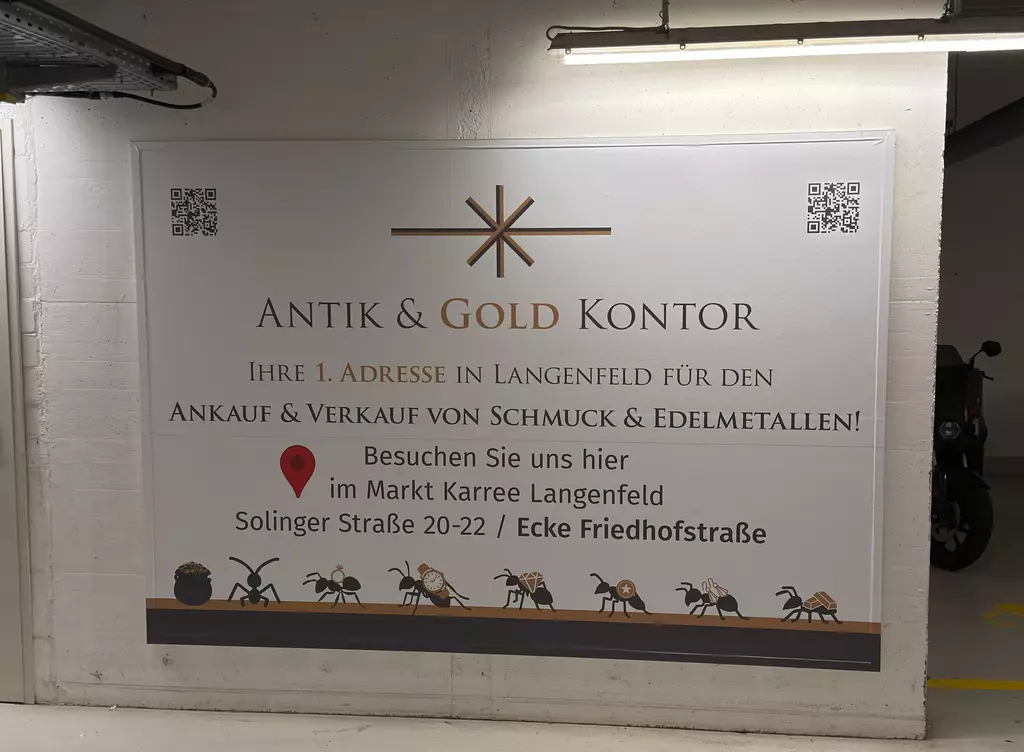 ANTIK & GOLD KONTOR
IHRE 1. ADRESSE IN LANGENFELD FÜR DEN
ANKAUF & VERKAUF VON SCHMUCK & EDELMETALLEN!
Besuchen Sie uns hier
im Markt Karree Langenfeld
Solinger Straße 20-22 / Ecke Friedhofstraße